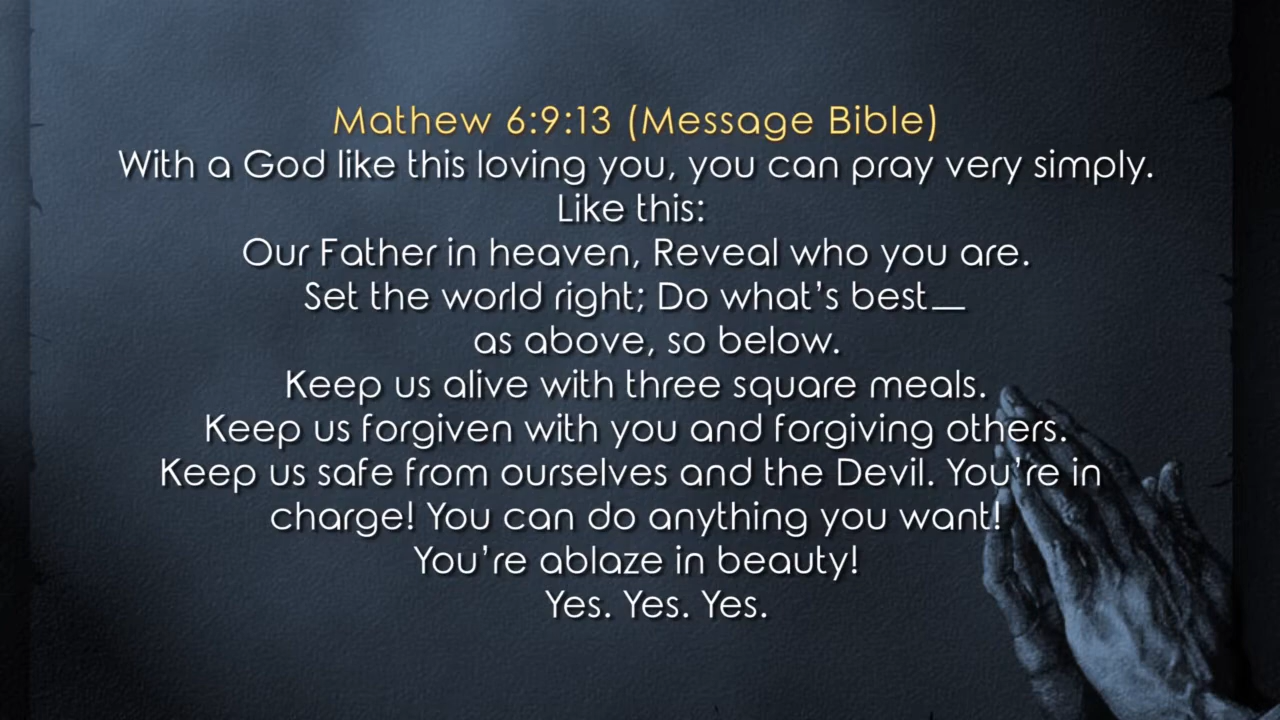 Mathew 6:9:13 (Message Bible)
With a God like this loving you, you can pray very simply.
Like this:
Our Father in heaven, Reveal who you are.
Set the world right; Do what’s best—
as above, so below.
Keep us alive with three square meals.
Keep us forgiven with you and forgiving others.
Keep us safe from ourselves and the Devil. You’re in
charge! You can do anything you want!
You’re ablaze in beauty!
Yes. Yes. Yes.